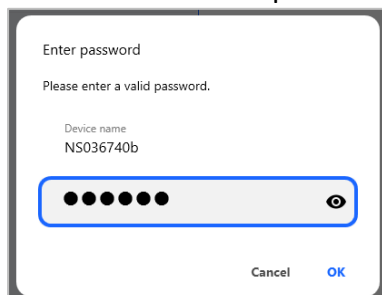 Enter password
Please enter a valid password.
Device name
NS036740b
●●●●●●
Cancel OK